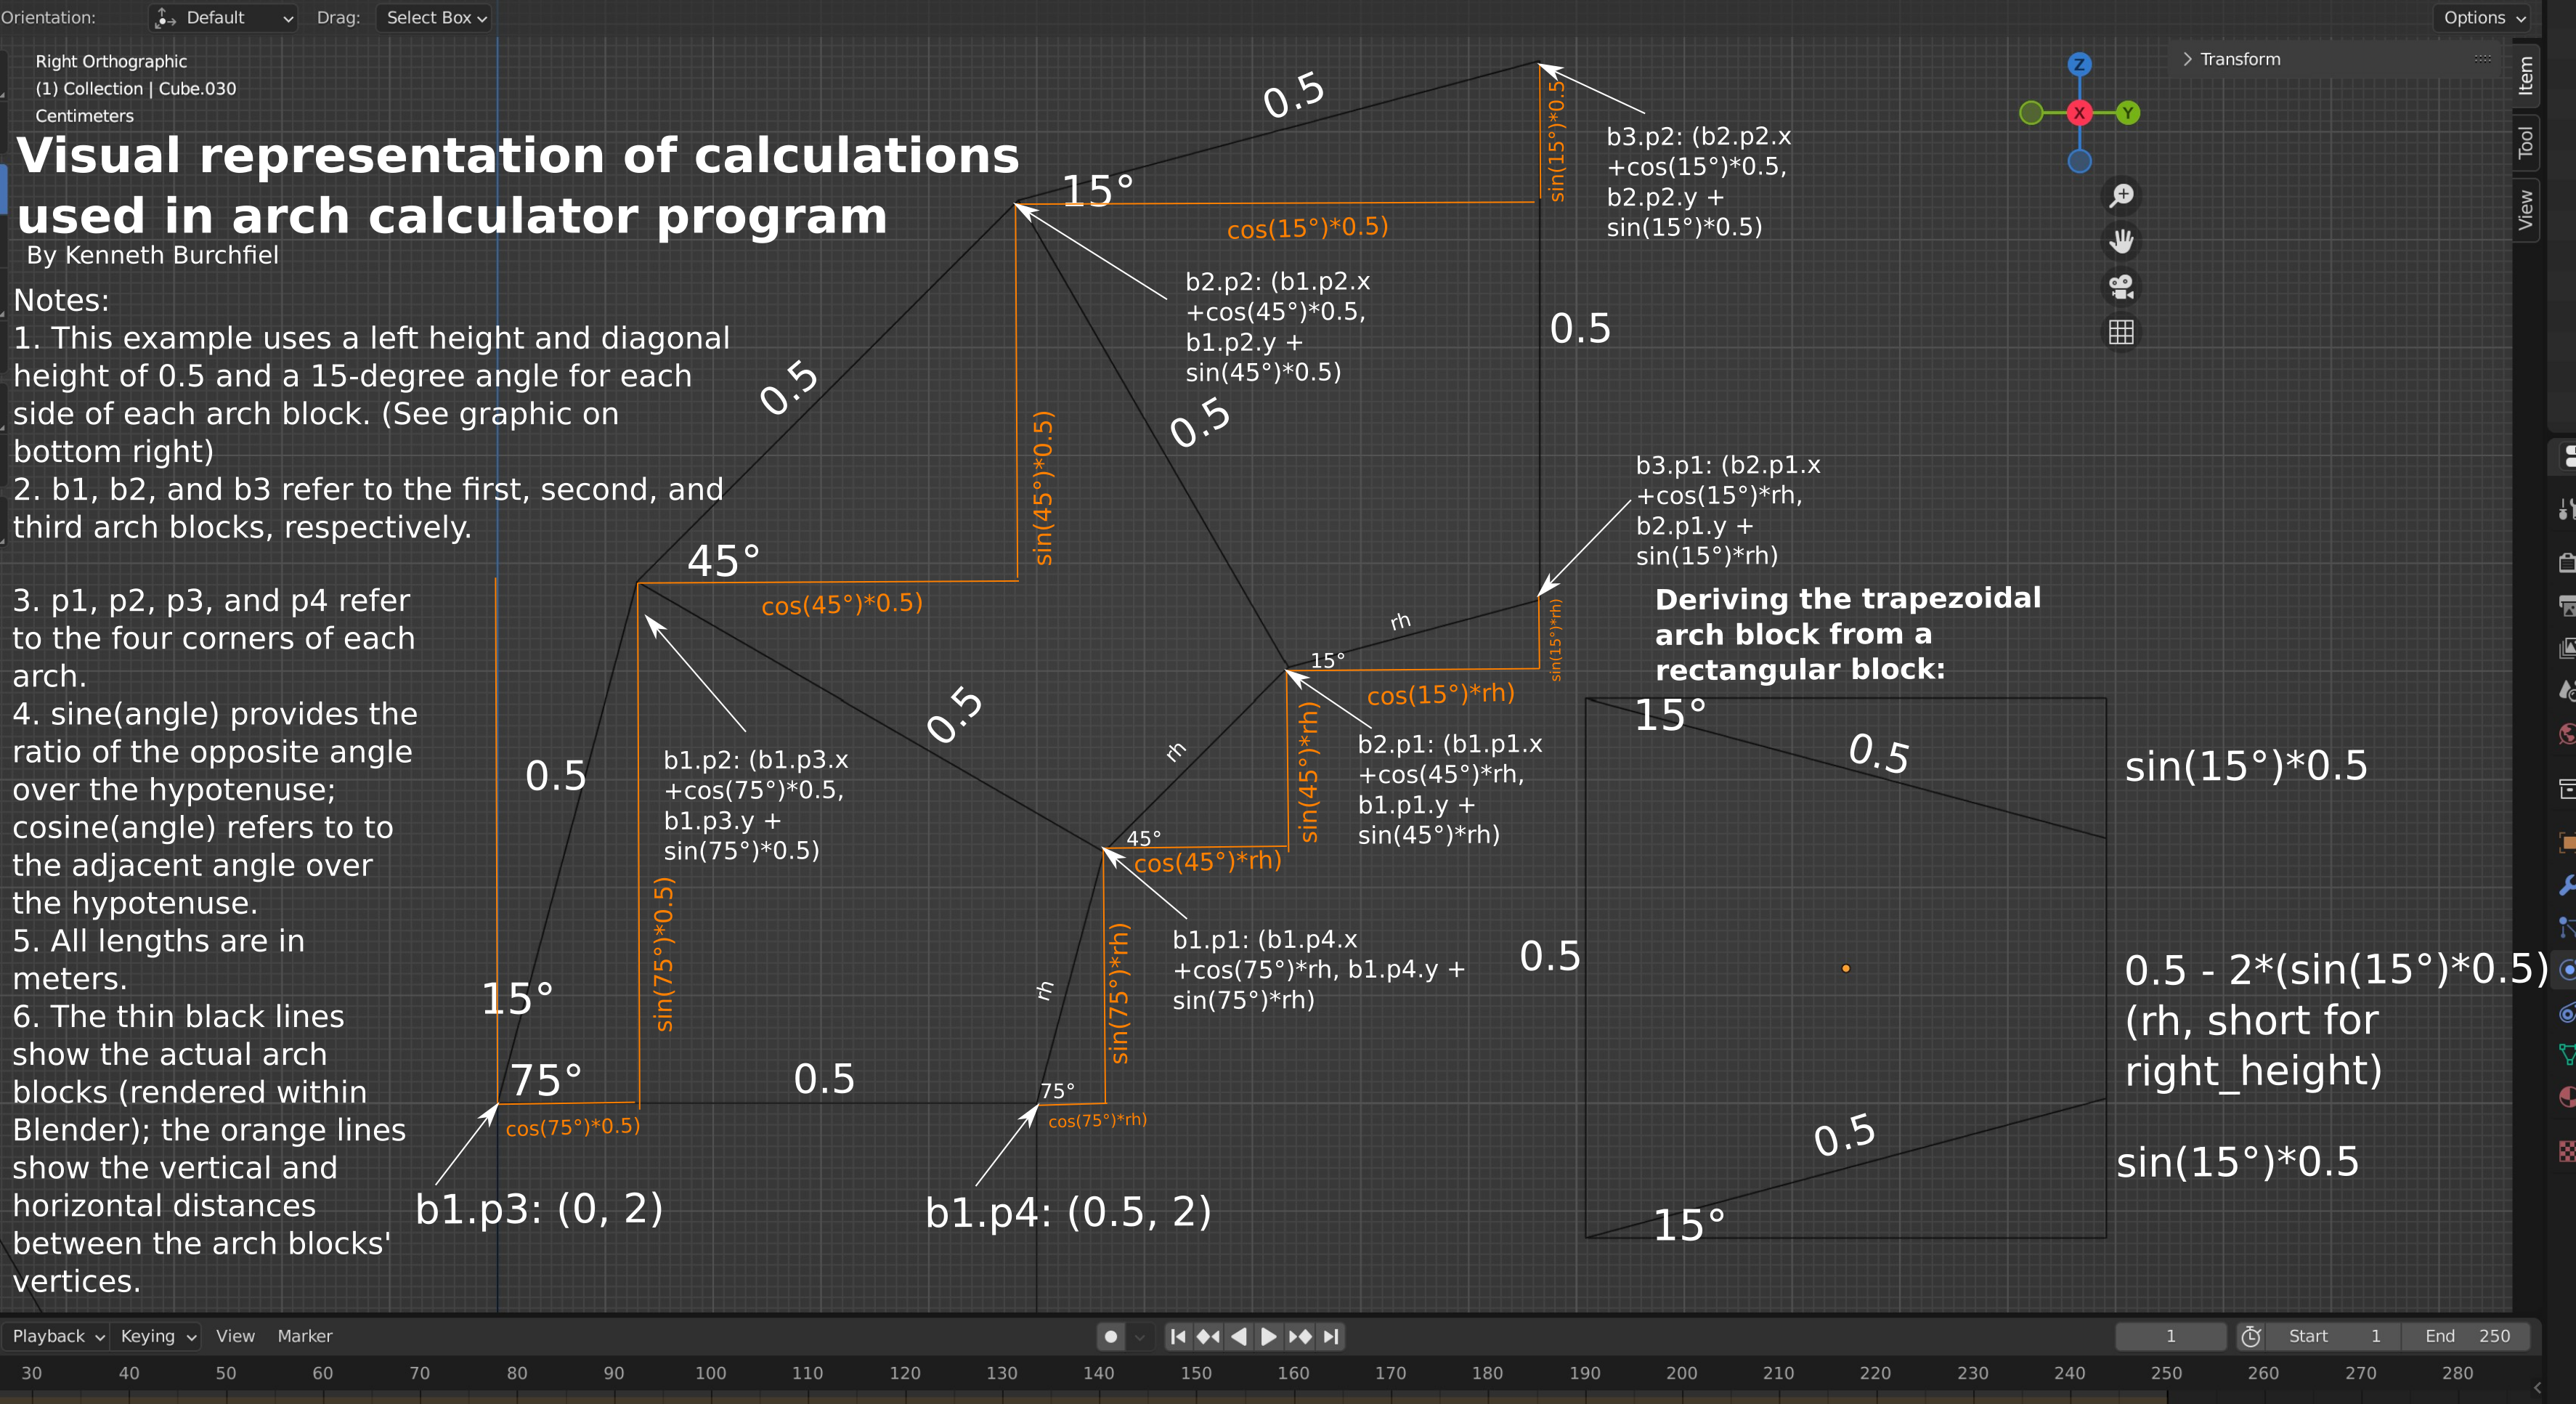 Orientation:
Default
Drag:
Select Box
Options
Right Orthographic
(1) Collection | Cube.030
Centimeters
Transform
Item
Tool
View
Z
X
Y
Visual representation of calculations
used in arch calculator program
By Kenneth Burchfiel
Notes:
1. This example uses a left height and diagonal
height of 0.5 and a 15-degree angle for each
side of each arch block. (See graphic on
bottom right)
2. b1, b2, and b3 refer to the first, second, and
third arch blocks, respectively.
3. p1, p2, p3, and p4 refer
to the four corners of each
arch.
4. sine(angle) provides the
ratio of the opposite angle
over the hypotenuse;
cosine(angle) refers to to
the adjacent angle over
the hypotenuse.
5. All lengths are in
meters.
6. The thin black lines
show the actual arch
blocks (rendered within
Blender); the orange lines
show the vertical and
horizontal distances
between the arch blocks'
vertices.
0.5
15°
cos(15°)*0.5)
sin(15°)*0.5
b3.p2: (b2.p2.x
+cos(15°)*0.5,
b2.p2.y +
sin(15°)*0.5)
b2.p2: (b1.p2.x
+cos(45°)*0.5,
b1.p2.y +
sin(45°)*0.5)
0.5
0.5
0.5
sin(45°)*0.5)
45°
cos(45°)*0.5)
b3.p1: (b2.p1.x
+cos(15°)*rh,
b2.p1.y +
sin(15°)*rh)
rh
15°
sin(15°)*rh)
cos(15°)*rh)
0.5
b1.p2: (b1.p3.x
+cos(75°)*0.5,
b1.p3.y +
sin(75°)*0.5)
0.5
rh
sin(45°)*rh)
b2.p1: (b1.p1.x
+cos(45°)*rh,
b1.p1.y +
sin(45°)*rh)
45°
cos(45°)*rh)
b1.p1: (b1.p4.x
+cos(75°)*rh, b1.p4.y +
sin(75°)*rh)
sin(75°)*0.5)
rh
sin(75°)*rh)
15°
75°
0.5
75°
cos(75°)*0.5)
cos(75°)*rh)
b1.p3: (0, 2)
b1.p4: (0.5, 2)
Deriving the trapezoidal
arch block from a
rectangular block:
15°
0.5
sin(15°)*0.5
0.5
0.5 - 2*(sin(15°)*0.5)
(rh, short for
right_height)
0.5
sin(15°)*0.5
15°
Playback
Keying
View
Marker
1
Start 1
End 250
30 40 50 60 70 80 90 100 110 120 130 140 150 160 170 180 190 200 210 220 230 240 250 260 270 280